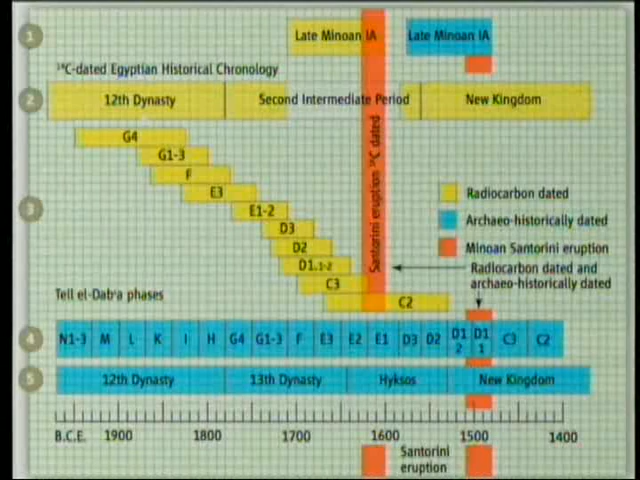 1
Late Minoan IA
Late Minoan IA
¹⁴C-dated Egyptian Historical Chronology
2
12th Dynasty
Second Intermediate Period
New Kingdom
3
G4
G1-3
F
E3
E1-2
D3
D2
D1.1-2
C3
C2
Santorini eruption ¹⁴C dated
Radiocarbon dated
Archaeo-historically dated
Minoan Santorini eruption
Radiocarbon dated and
archaeo-historically dated
Tell el-Dabᶜa phases
4
N1-3 M L K I H G4 G1-3 F E3 E2 E1 D3 D2 D1 2 D1 1 C3 C2
5
12th Dynasty 13th Dynasty Hyksos New Kingdom
B.C.E. 1900 1800 1700 1600 1500 1400
Santorini
eruption